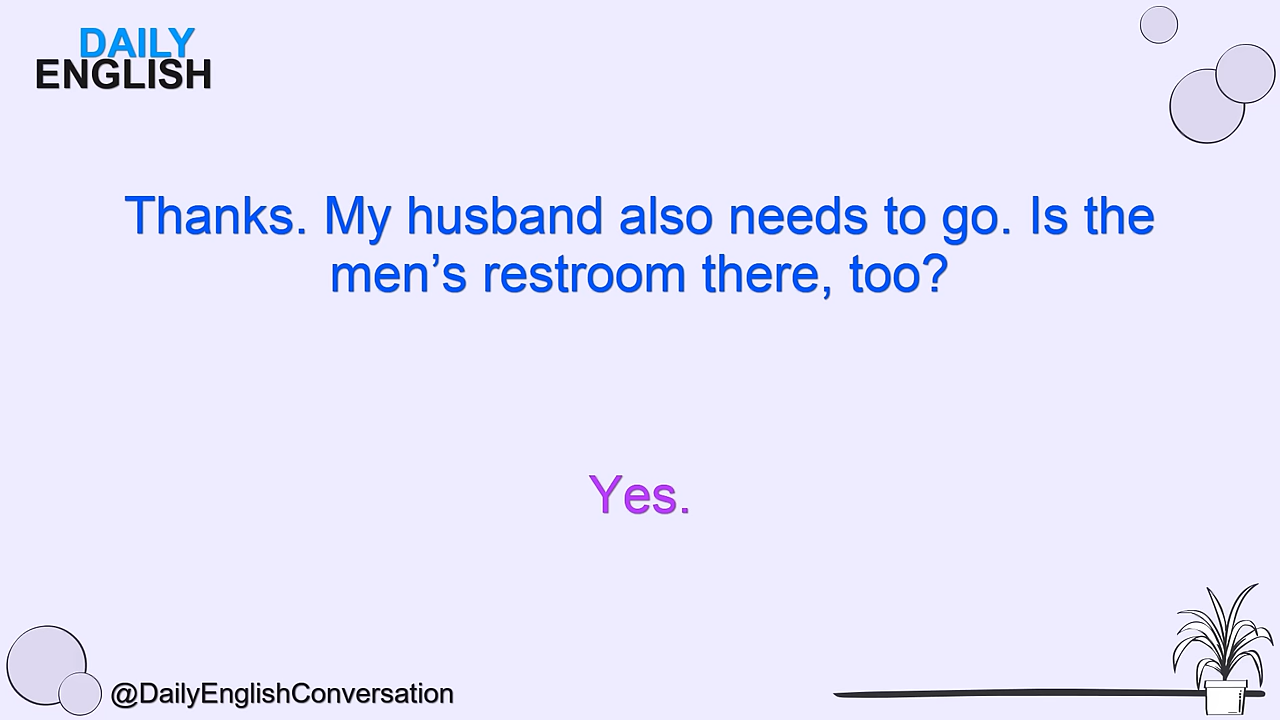 DAILY
ENGLISH
Thanks. My husband also needs to go. Is the
men’s restroom there, too?
Yes.
@DailyEnglishConversation